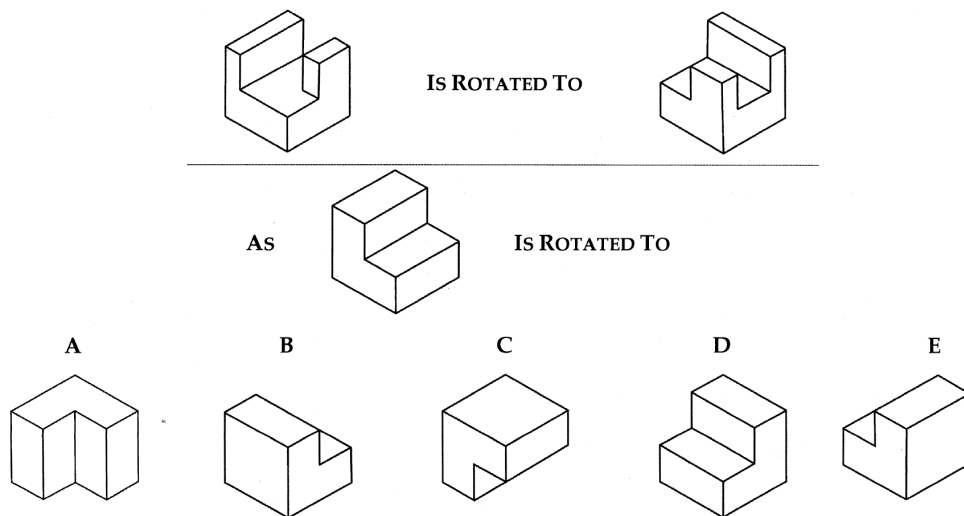 IS ROTATED TO
AS IS ROTATED TO
A B C D E